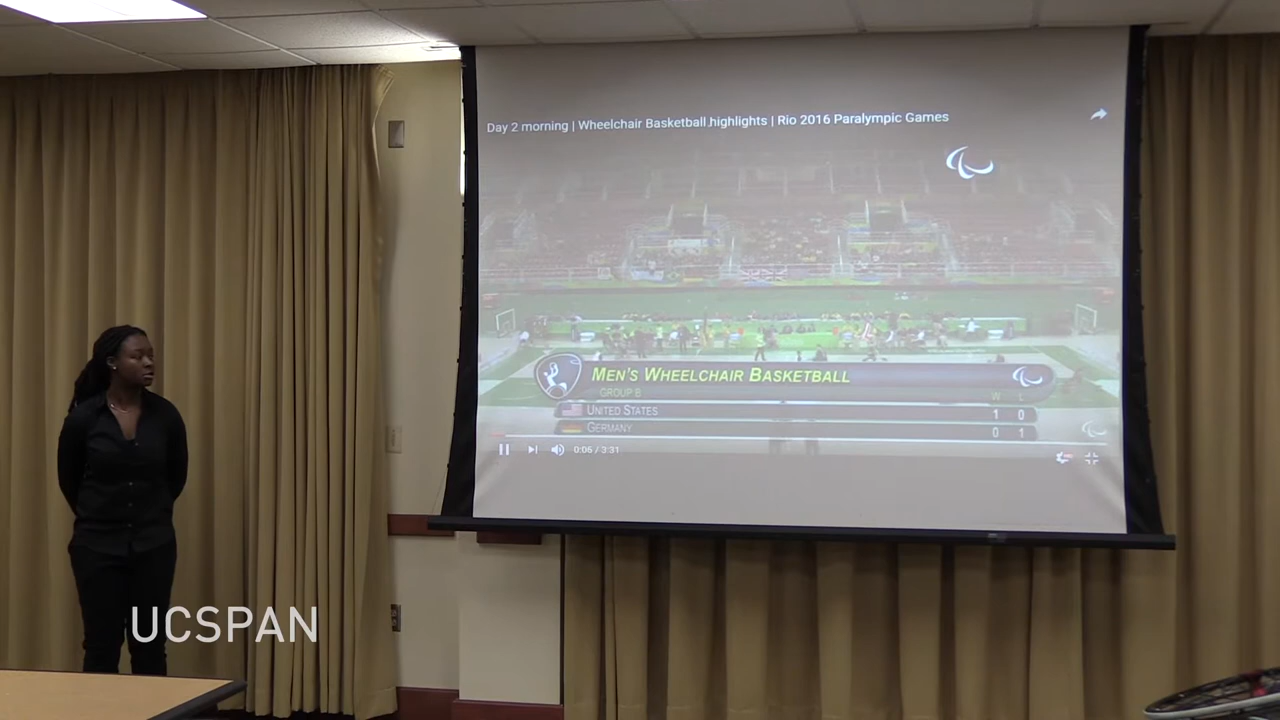 Day 2 morning | Wheelchair Basketball highlights | Rio 2016 Paralympic Games
MEN'S WHEELCHAIR BASKETBALL
GROUP B
W L
UNITED STATES 1 0
GERMANY 0 1
0:06 / 3:31
UCSPAN